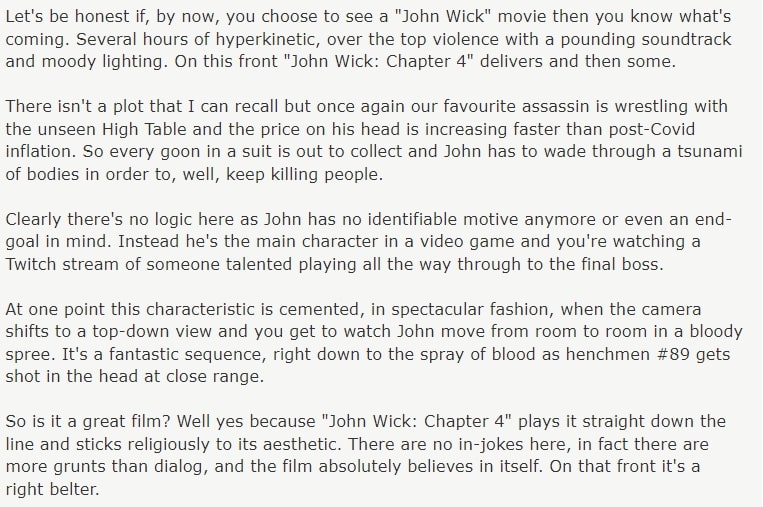 Let's be honest if, by now, you choose to see a "John Wick" movie then you know what's
coming. Several hours of hyperkinetic, over the top violence with a pounding soundtrack
and moody lighting. On this front "John Wick: Chapter 4" delivers and then some.
There isn't a plot that I can recall but once again our favourite assassin is wrestling with
the unseen High Table and the price on his head is increasing faster than post-Covid
inflation. So every goon in a suit is out to collect and John has to wade through a tsunami
of bodies in order to, well, keep killing people.
Clearly there's no logic here as John has no identifiable motive anymore or even an end-
goal in mind. Instead he's the main character in a video game and you're watching a
Twitch stream of someone talented playing all the way through to the final boss.
At one point this characteristic is cemented, in spectacular fashion, when the camera
shifts to a top-down view and you get to watch John move from room to room in a bloody
spree. It's a fantastic sequence, right down to the spray of blood as henchmen #89 gets
shot in the head at close range.
So is it a great film? Well yes because "John Wick: Chapter 4" plays it straight down the
line and sticks religiously to its aesthetic. There are no in-jokes here, in fact there are
more grunts than dialog, and the film absolutely believes in itself. On that front it's a
right belter.